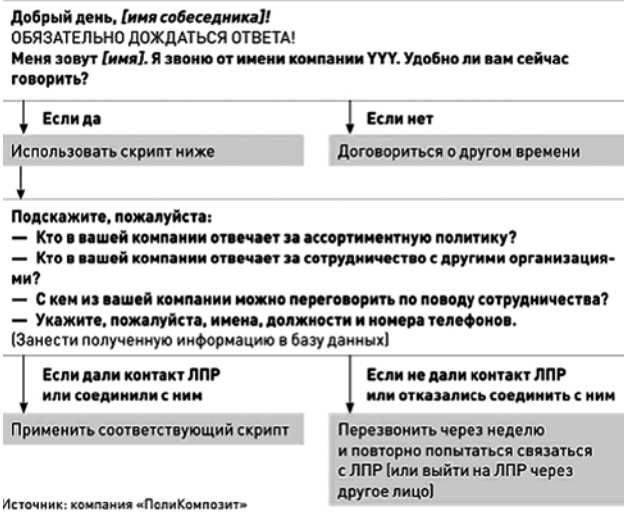 Добрый день, [имя собеседника]!
ОБЯЗАТЕЛЬНО ДОЖДАТЬСЯ ОТВЕТА!
Меня зовут [имя]. Я звоню от имени компании YYY. Удобно ли вам сейчас
говорить?
Если да
Если нет
Использовать скрипт ниже
Договориться о другом времени
Подскажите, пожалуйста:
— Кто в вашей компании отвечает за ассортиментную политику?
— Кто в вашей компании отвечает за сотрудничество с другими организация-
ми?
— С кем из вашей компании можно переговорить по поводу сотрудничества?
— Укажите, пожалуйста, имена, должности и номера телефонов.
(Занести полученную информацию в базу данных)
Если дали контакт ЛПР
или соединили с ним
Если не дали контакт ЛПР
или отказались соединить с ним
Применить соответствующий скрипт
Перезвонить через неделю
и повторно попытаться связаться
с ЛПР (или выйти на ЛПР через
другое лицо)
Источник: компания «ПолиКомпозит»